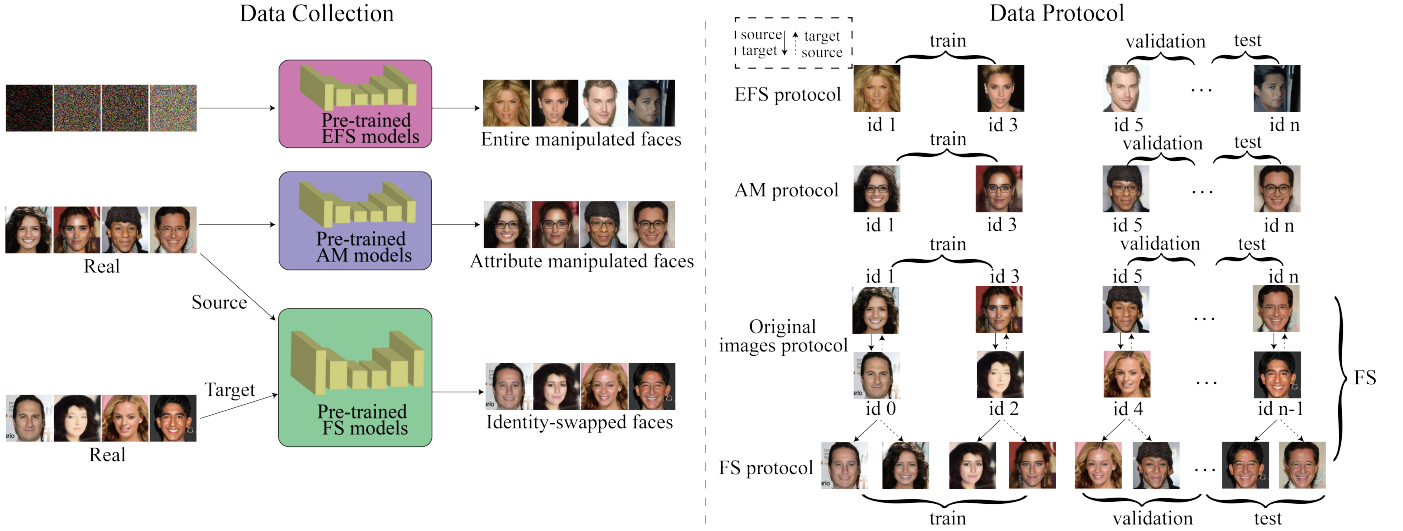 Data Collection
Pre-trained
EFS models
Entire manipulated faces
Pre-trained
AM models
Real
Attribute manipulated faces
Source
Target
Pre-trained
FS models
Real
Identity-swapped faces
Data Protocol
source
target
target
source
train
validation
test
EFS protocol
id 1
id 3
id 5
...
id n
train
validation
test
AM protocol
id 1
id 3
id 5
...
id n
train
validation
test
id 1
id 3
id 5
id n
Original
images protocol
...
...
id 0
id 2
id 4
id n-1
FS
FS protocol
...
train
validation
test